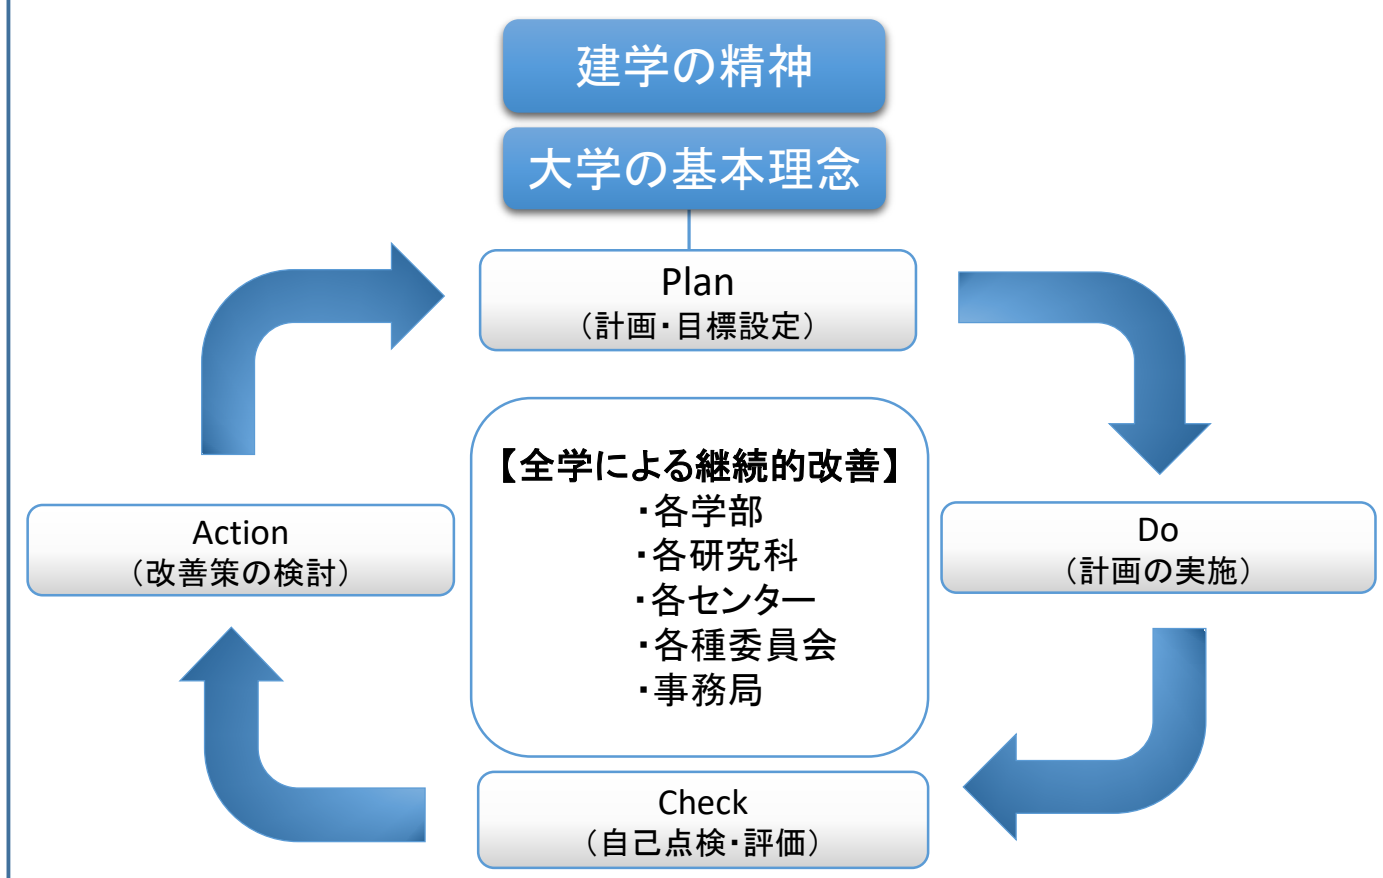 建学の精神
大学の基本理念
Plan
（計画・目標設定）
【全学による継続的改善】
・各学部
・各研究科
・各センター
・各種委員会
・事務局
Action
（改善策の検討）
Do
（計画の実施）
Check
（自己点検・評価）